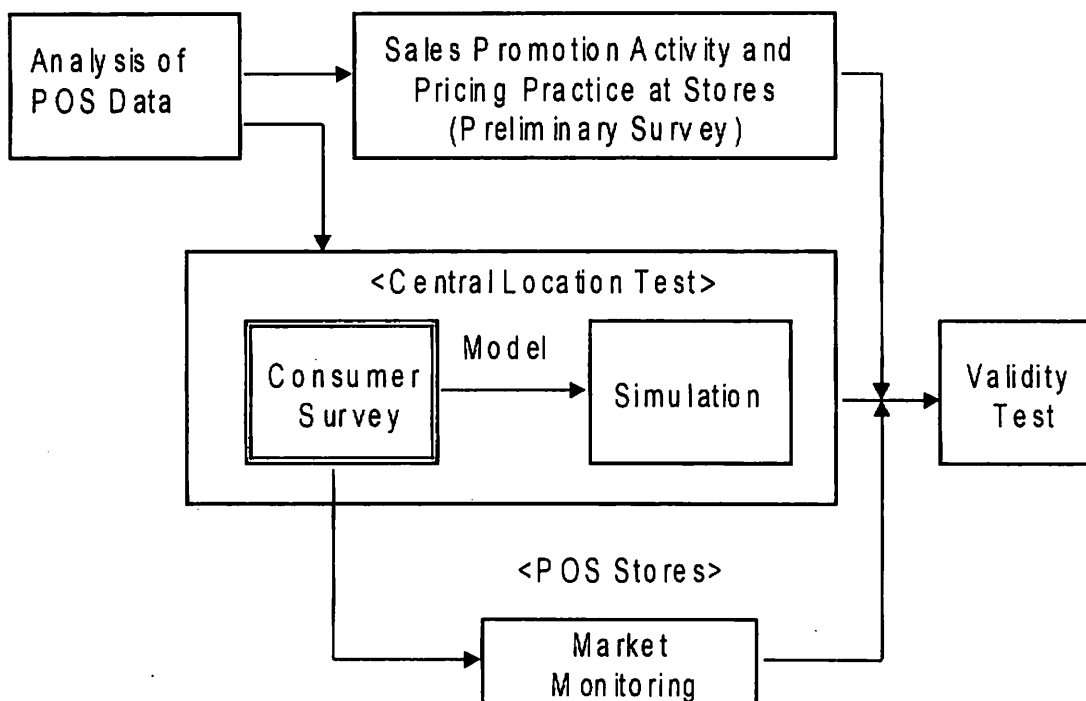 Analysis of
POS Data
Sales Promotion Activity and
Pricing Practice at Stores
(Preliminary Survey)
<Central Location Test>
Consumer
Survey
Model
Simulation
Validity
Test
<POS Stores>
Market
Monitoring